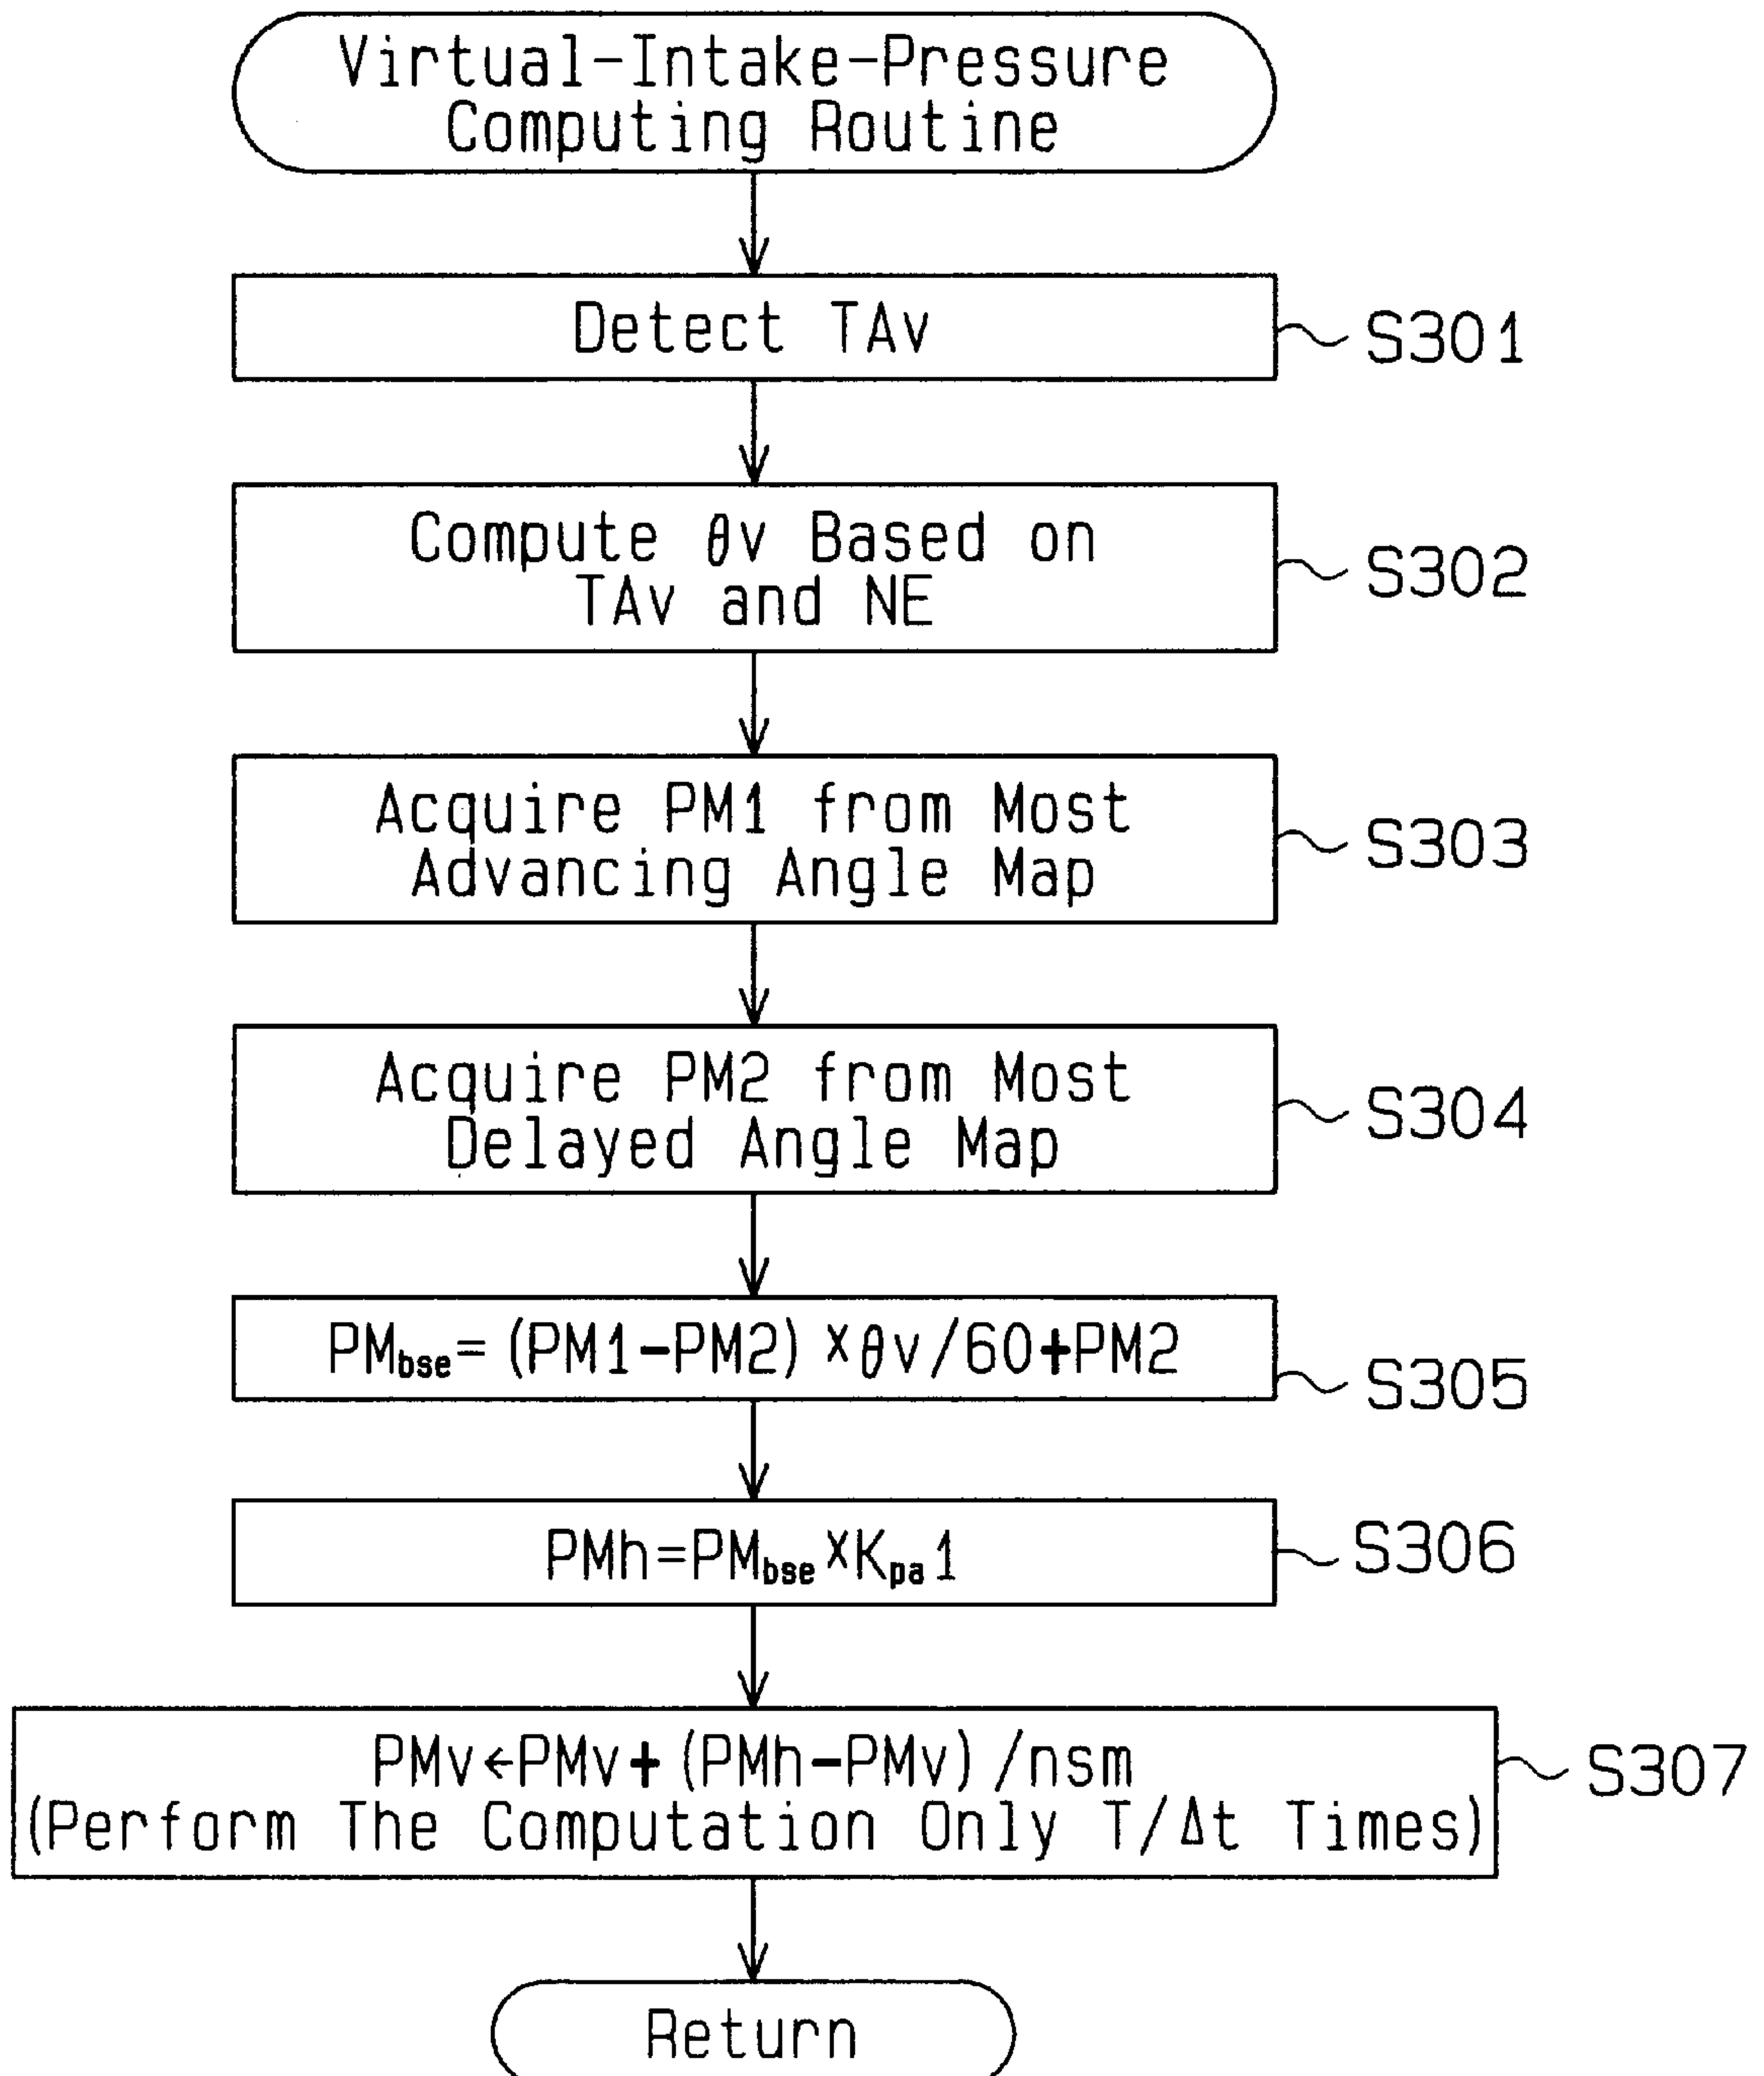 Virtual-Intake-Pressure
Computing Routine
Detect TAv
S301
Compute θv Based on
TAv and NE
S302
Acquire PM1 from Most
Advancing Angle Map
S303
Acquire PM2 from Most
Delayed Angle Map
S304
PMbse=(PM1-PM2)×θv/60+PM2
S305
PMh=PMbse×Kpa1
S306
PMv←PMv+(PMh-PMv)/nsm
(Perform The Computation Only T/Δt Times)
S307
Return